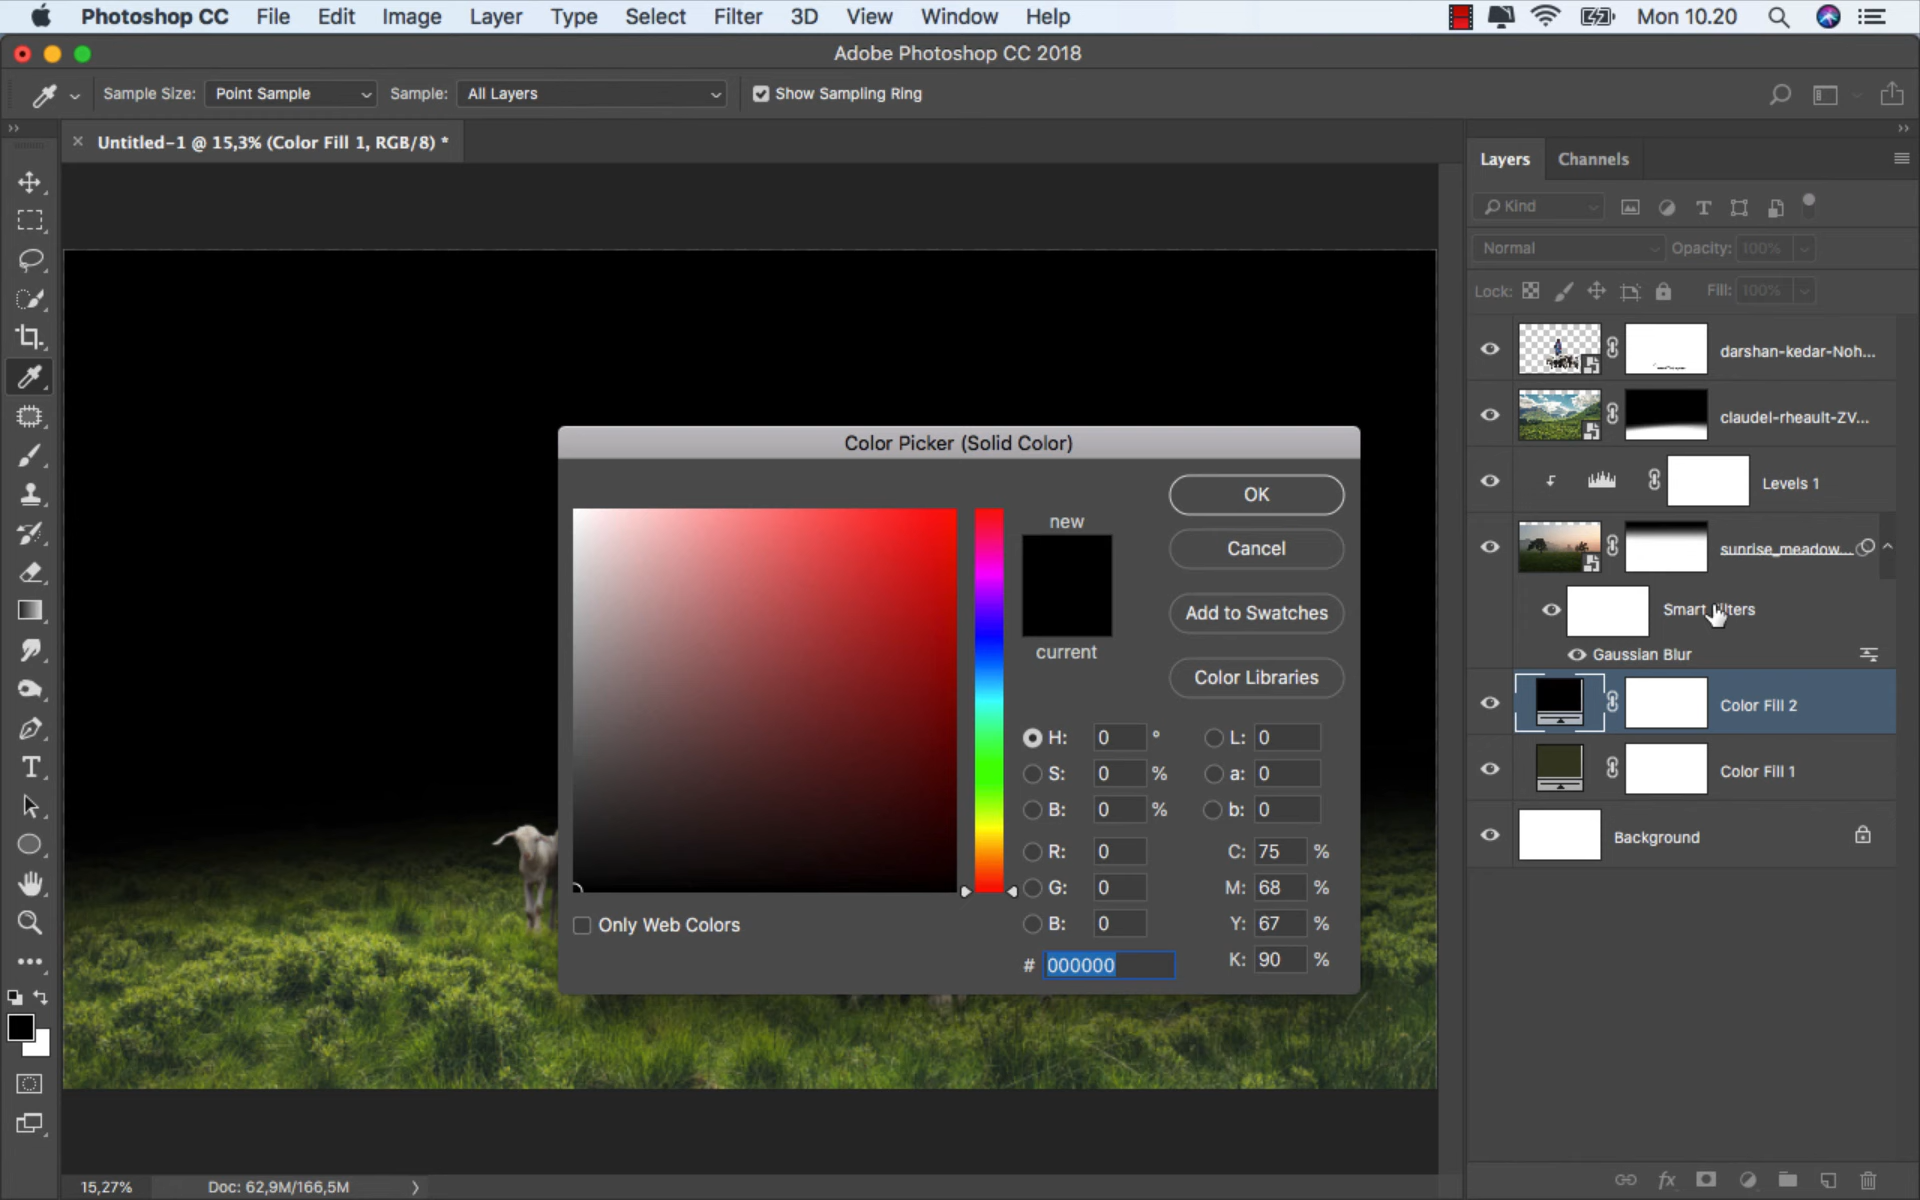 Photoshop CC File Edit Image Layer Type Select Filter 3D View Window Help Mon 10.20
Adobe Photoshop CC 2018
Sample Size: Point Sample Sample: All Layers Show Sampling Ring
Untitled-1 @ 15,3% (Color Fill 1, RGB/8) *
Layers Channels
Kind
Normal Opacity: 100%
Lock: Fill: 100%
darshan-kedar-Noh...
claudel-rheault-ZV...
Levels 1
sunrise_meadow...
Smart Filters
Gaussian Blur
Color Fill 2
Color Fill 1
Background
Color Picker (Solid Color)
OK
new
Cancel
Add to Swatches
current
Color Libraries
H: 0 ° L: 0
S: 0 % a: 0
B: 0 % b: 0
R: 0 C: 75 %
G: 0 M: 68 %
B: 0 Y: 67 %
Only Web Colors
# 000000 K: 90 %
15,27% Doc: 62,9M/166,5M